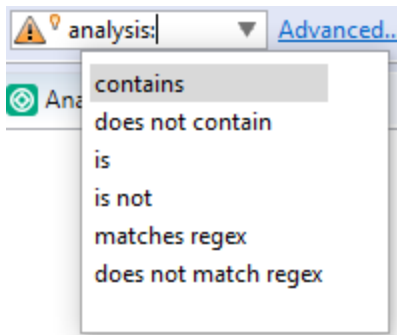 analysis: Advanced..
Ana
contains
does not contain
is
is not
matches regex
does not match regex